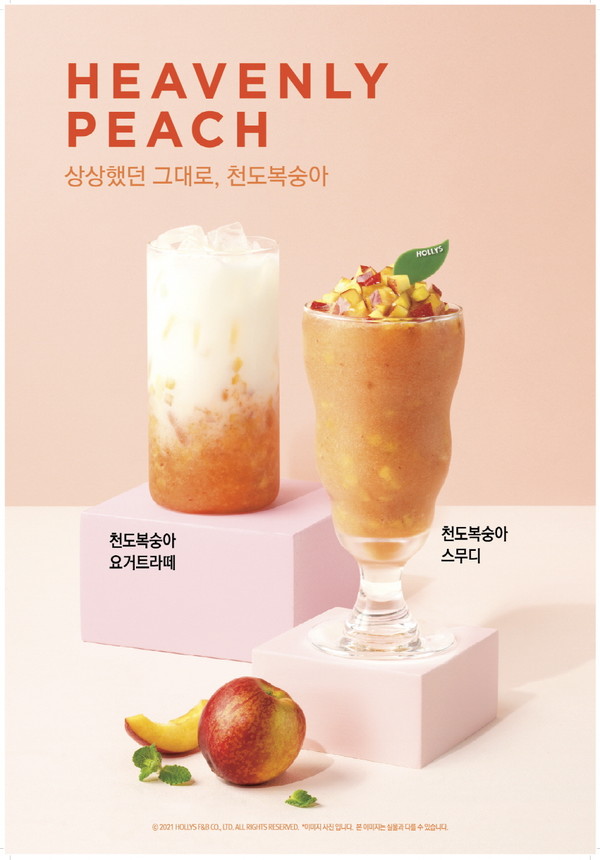 HEAVENLY
PEACH
상상했던 그대로, 천도복숭아
HOLLYS
천도복숭아
요거트라떼
천도복숭아
스무디
© 2021 HOLLYS F&B CO., LTD. ALL RIGHTS RESERVED. *이미지 사진 입니다. 본 이미지는 실물과 다를 수 있습니다.